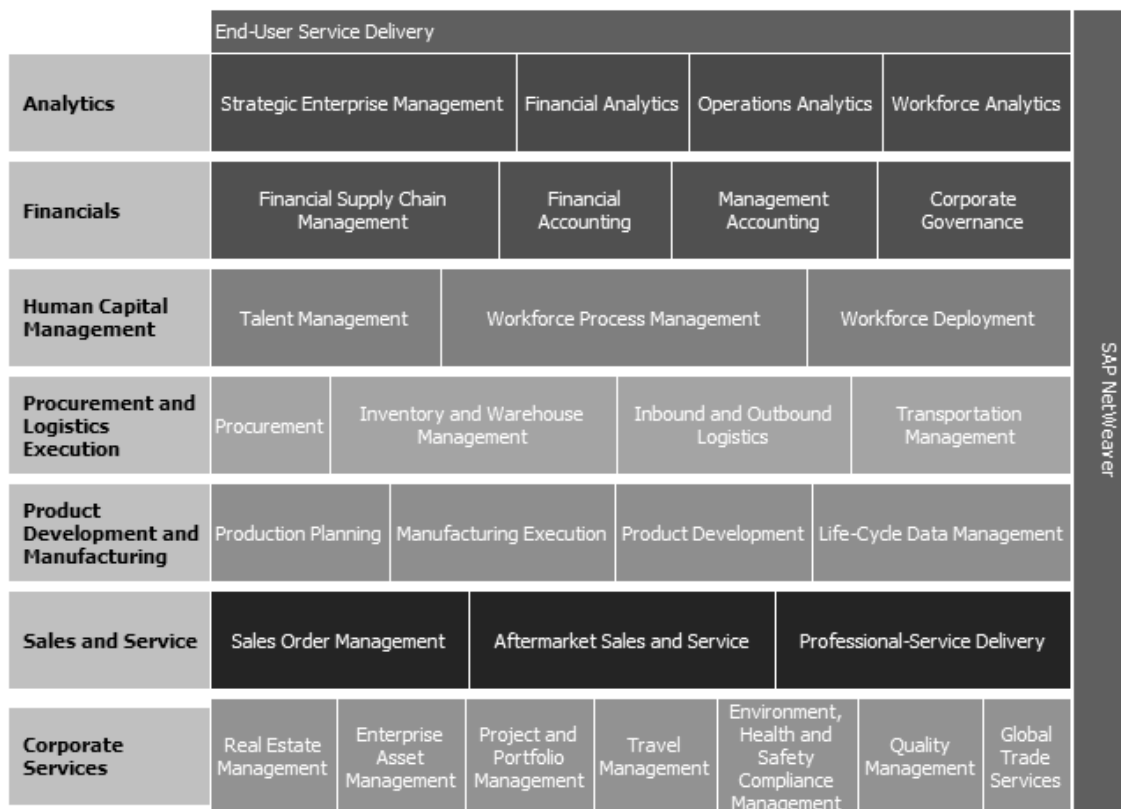 End-User Service Delivery
Analytics
Strategic Enterprise Management
Financial Analytics
Operations Analytics
Workforce Analytics
Financials
Financial Supply Chain
Management
Financial
Accounting
Management
Accounting
Corporate
Governance
Human Capital
Management
Talent Management
Workforce Process Management
Workforce Deployment
Procurement and
Logistics
Execution
Procurement
Inventory and Warehouse
Management
Inbound and Outbound
Logistics
Transportation
Management
Product
Development and
Manufacturing
Production Planning
Manufacturing Execution
Product Development
Life-Cycle Data Management
Sales and Service
Sales Order Management
Aftermarket Sales and Service
Professional-Service Delivery
Corporate
Services
Real Estate
Management
Enterprise
Asset
Management
Project and
Portfolio
Management
Travel
Management
Environment,
Health and
Safety
Compliance
Management
Quality
Management
Global
Trade
Services
SAP NetWeaver